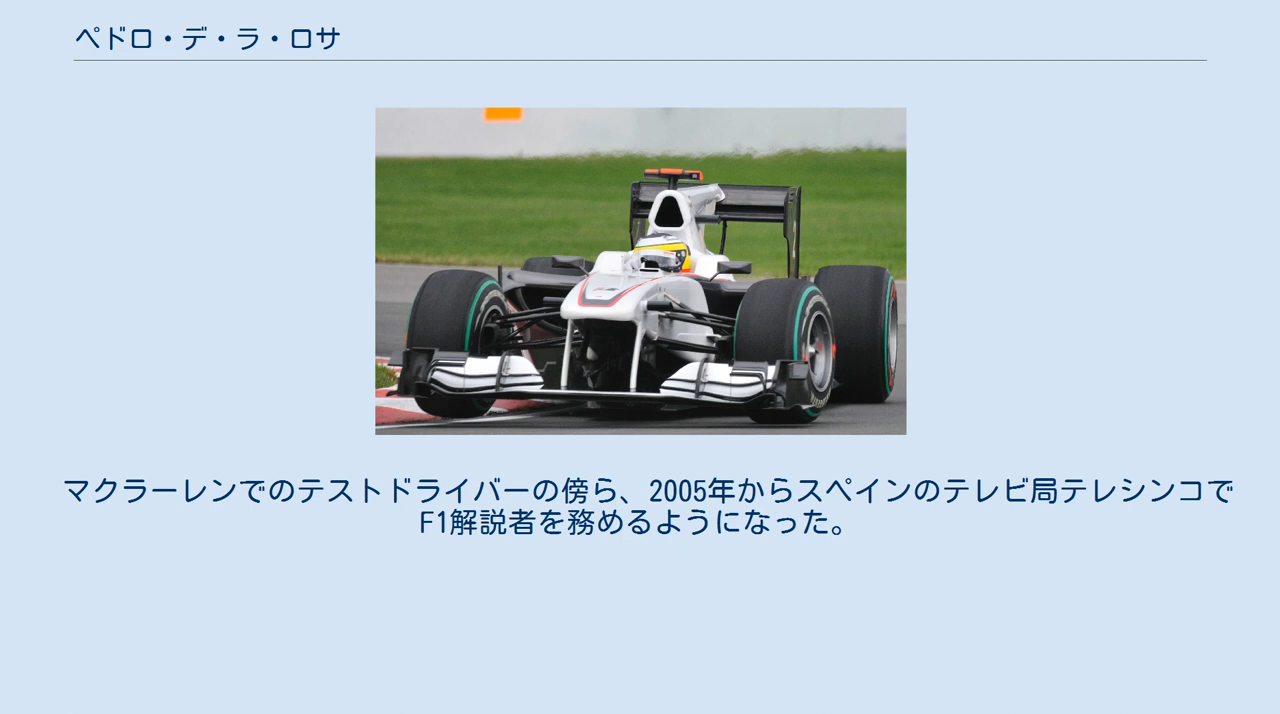 ペドロ・デ・ラ・ロサ
マクラーレンでのテストドライバーの傍ら、2005年からスペインのテレビ局テレシンコで
F1解説者を務めるようになった。